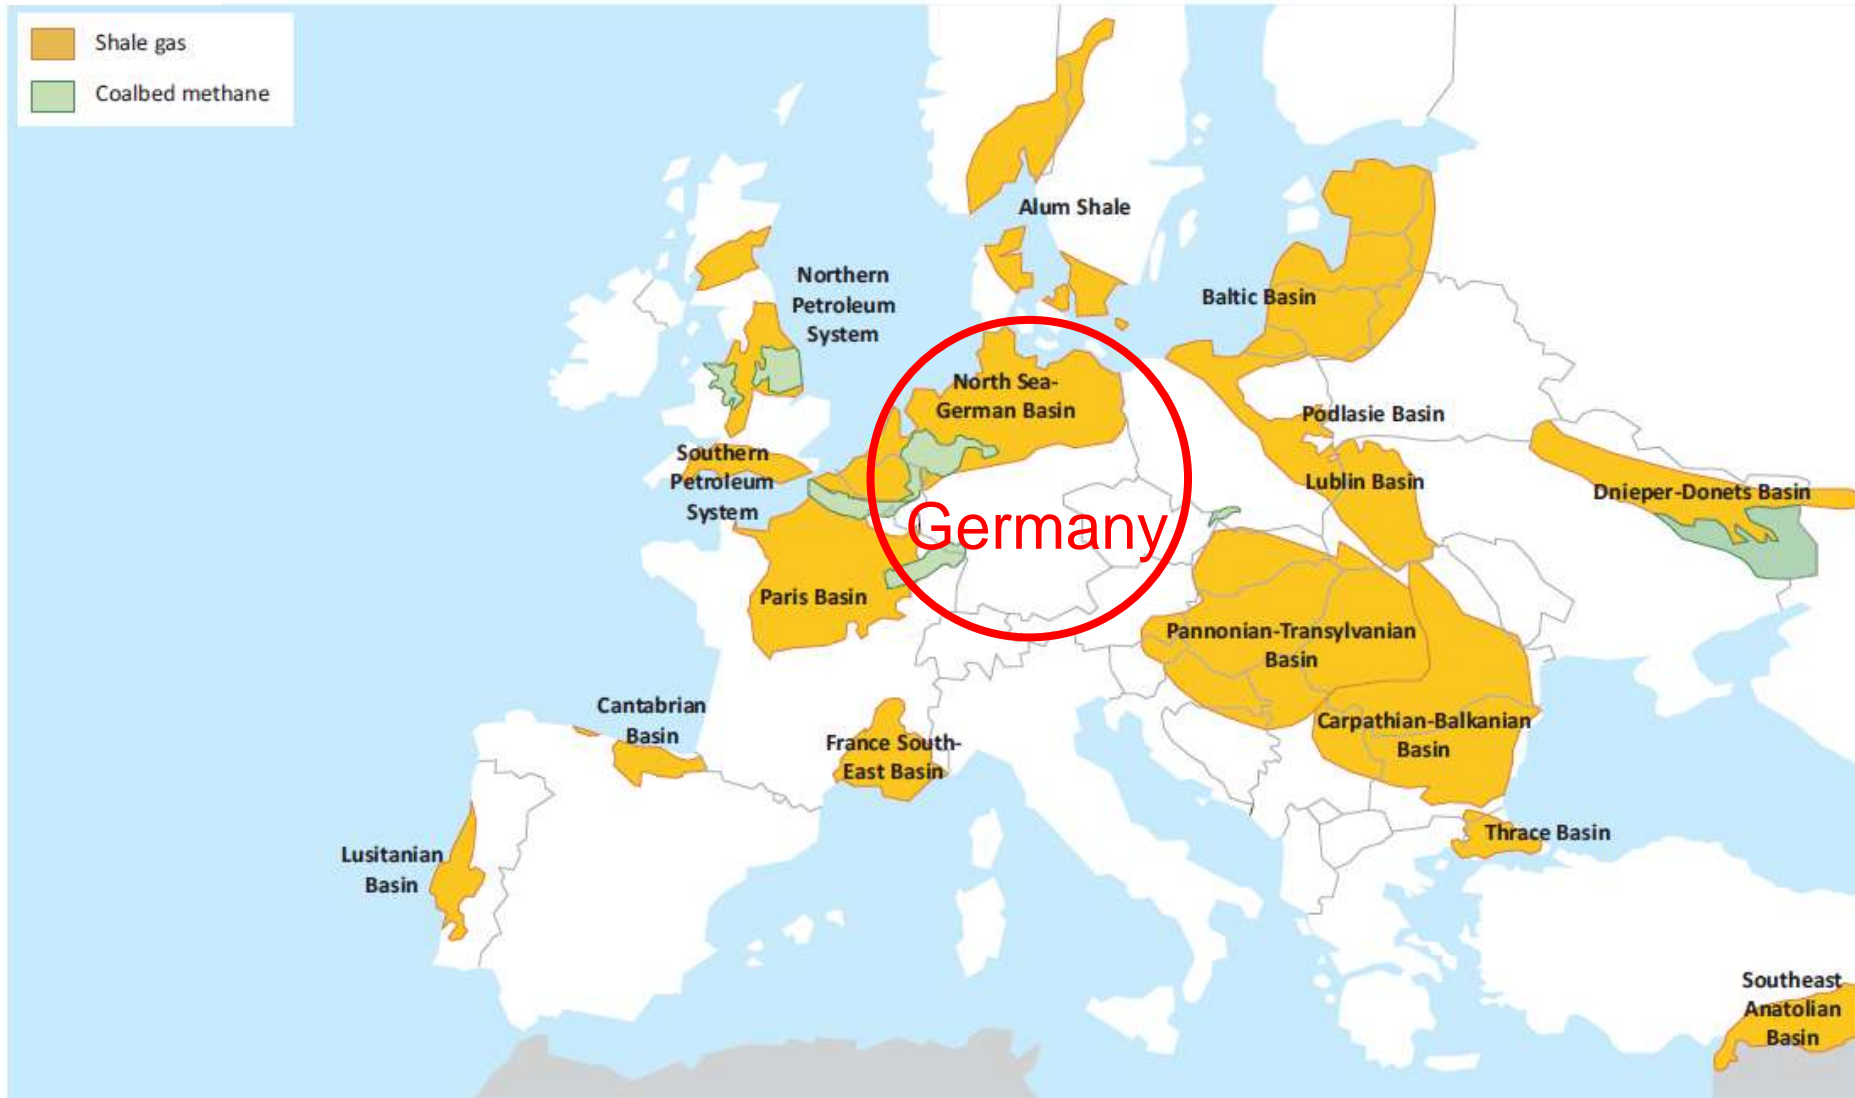 Shale gas
Coalbed methane
Alum Shale
Northern
Petroleum
System
Baltic Basin
North Sea-
German Basin
Podlasie Basin
Southern
Petroleum
System
Lublin Basin
Dnieper-Donets Basin
Germany
Paris Basin
Pannonian-Transylvanian
Basin
Cantabrian
Basin
France South-
East Basin
Carpathian-Balkanian
Basin
Thrace Basin
Lusitanian
Basin
Southeast
Anatolian
Basin